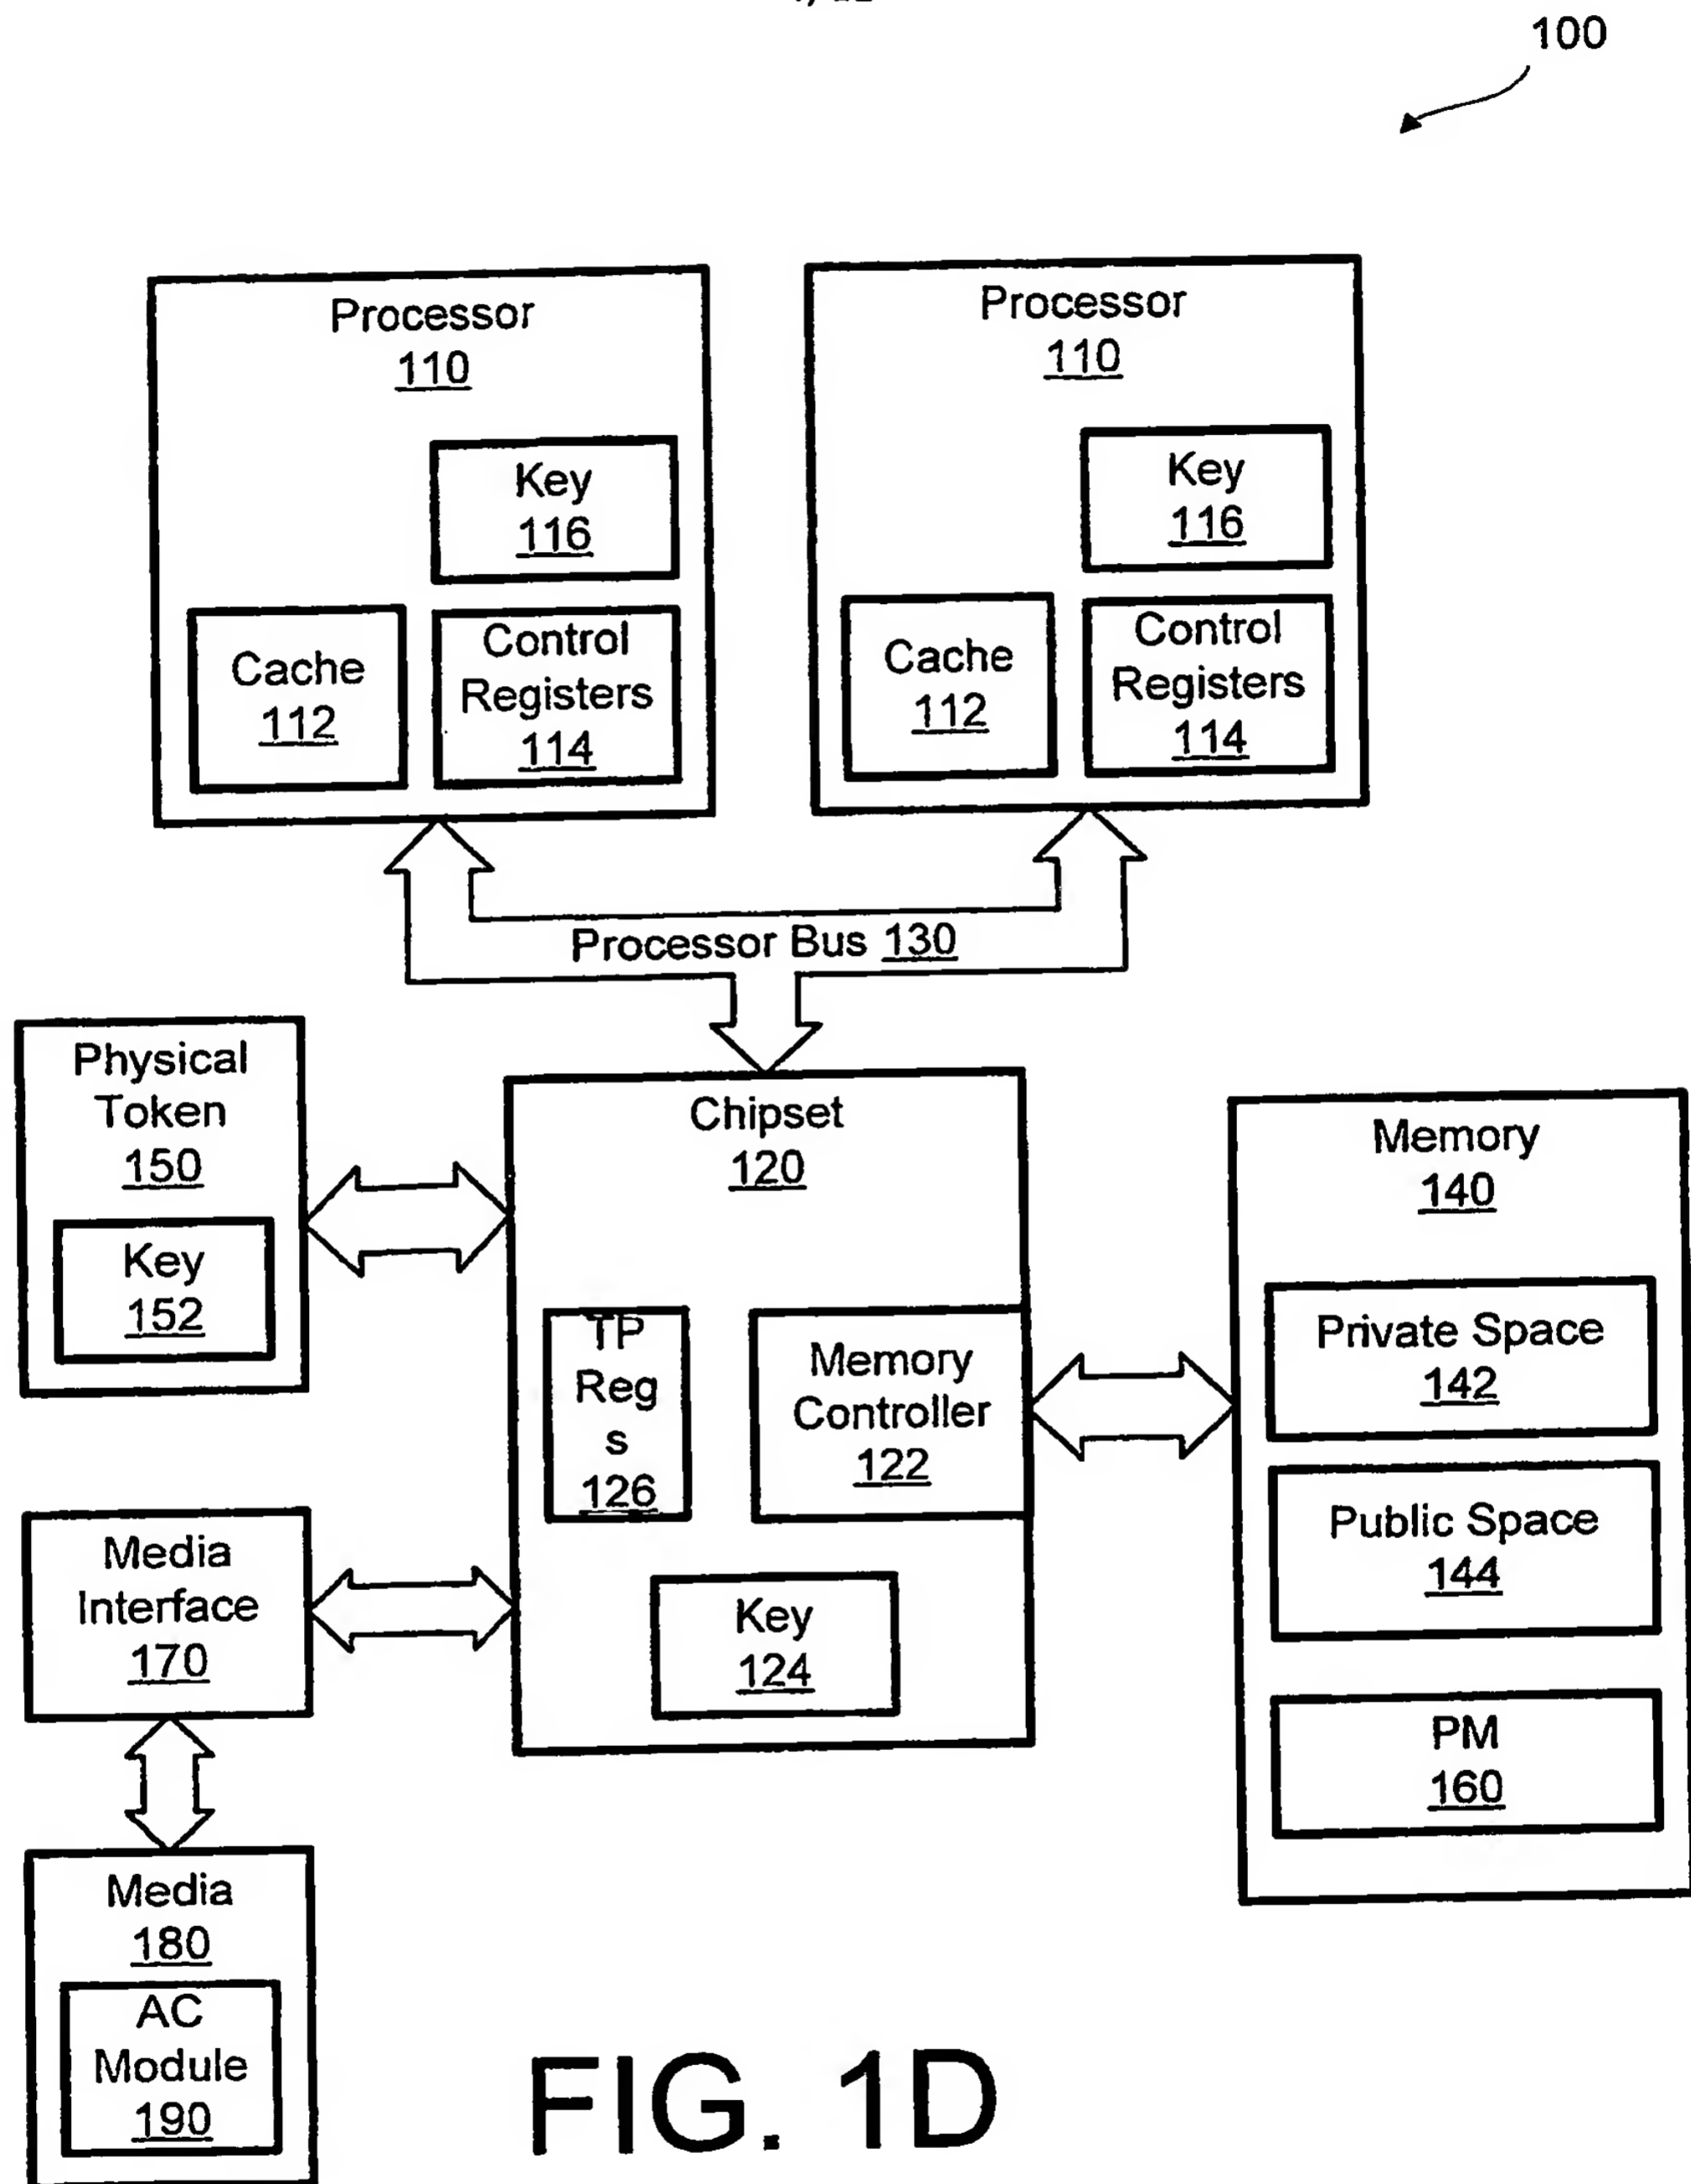 100
Processor
110
Key
116
Cache
112
Control
Registers
114
Processor
110
Key
116
Cache
112
Control
Registers
114
Processor Bus 130
Physical
Token
150
Key
152
Chipset
120
TP
Reg
s
126
Memory
Controller
122
Key
124
Memory
140
Private Space
142
Public Space
144
PM
160
Media
Interface
170
Media
180
AC
Module
190
FIG. 1D